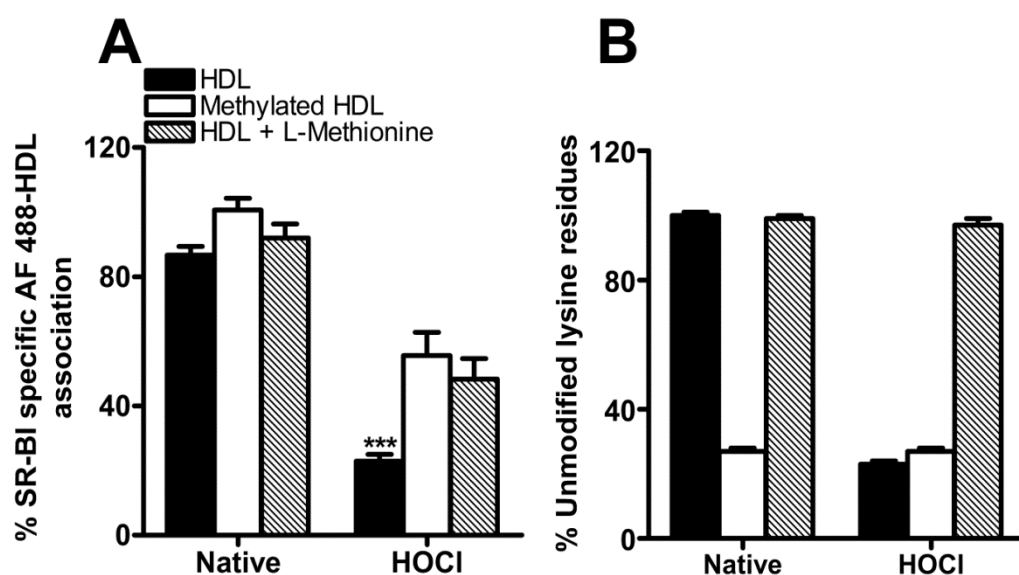 A
B
HDL
Methylated HDL
HDL + L-Methionine
% SR-BI specific AF 488-HDL
association
120
80
40
0
***
Native
HOCl
% Unmodified lysine residues
120
80
40
0
Native
HOCl